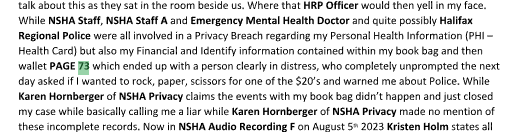 talk about this as they sat in the room beside us. Where that HRP Officer would then yell in my face.
While NSHA Staff, NSHA Staff A and Emergency Mental Health Doctor and quite possibly Halifax
Regional Police were all involved in a Privacy Breach regarding my Personal Health Information (PHI –
Health Card) but also my Financial and Identify information contained within my book bag and then
wallet PAGE 73 which ended up with a person clearly in distress, who completely unprompted the next
day asked if I wanted to rock, paper, scissors for one of the $20's and warned me about Police. While
Karen Hornberger of NSHA Privacy claims the events with my book bag didn't happen and just closed
my case while basically calling me a liar while Karen Hornberger of NSHA Privacy made no mention of
these incomplete records. Now in NSHA Audio Recording F on August 5th 2023 Kristen Holm states all